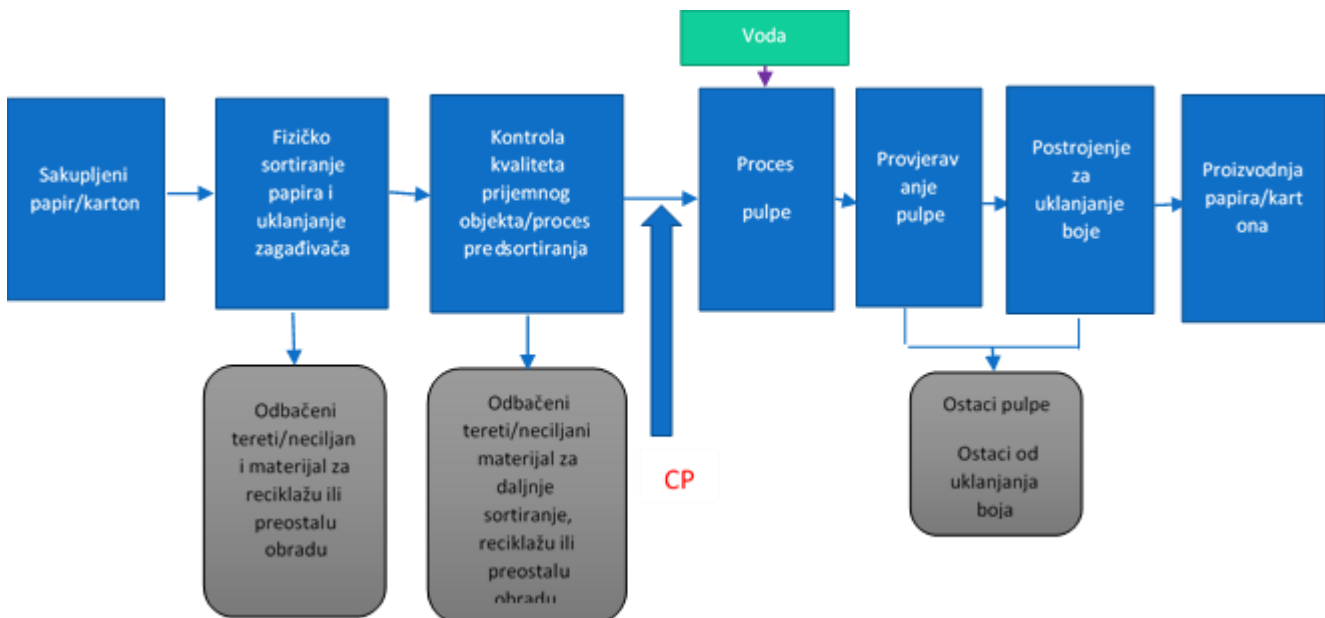 Voda
Sakupljeni
papir/karton
Fizičko
sortiranje
papira i
uklanjanje
zagađivača
Kontrola
kvaliteta
prijemnog
objekta/proces
predsortiranja
Proces
pulpe
Provjerav
anje
pulpe
Postrojenje
za
uklanjanje
boje
Proizvodnja
papira/kart
ona
Odbačeni
tereti/neciljan
i materijal za
reciklažu ili
preostalu
obradu
Odbačeni
tereti/neciljani
materijal za
daljnje
sortiranje,
reciklažu ili
preostalu
obradu
CP
Ostaci pulpe
Ostaci od
uklanjanja
boja